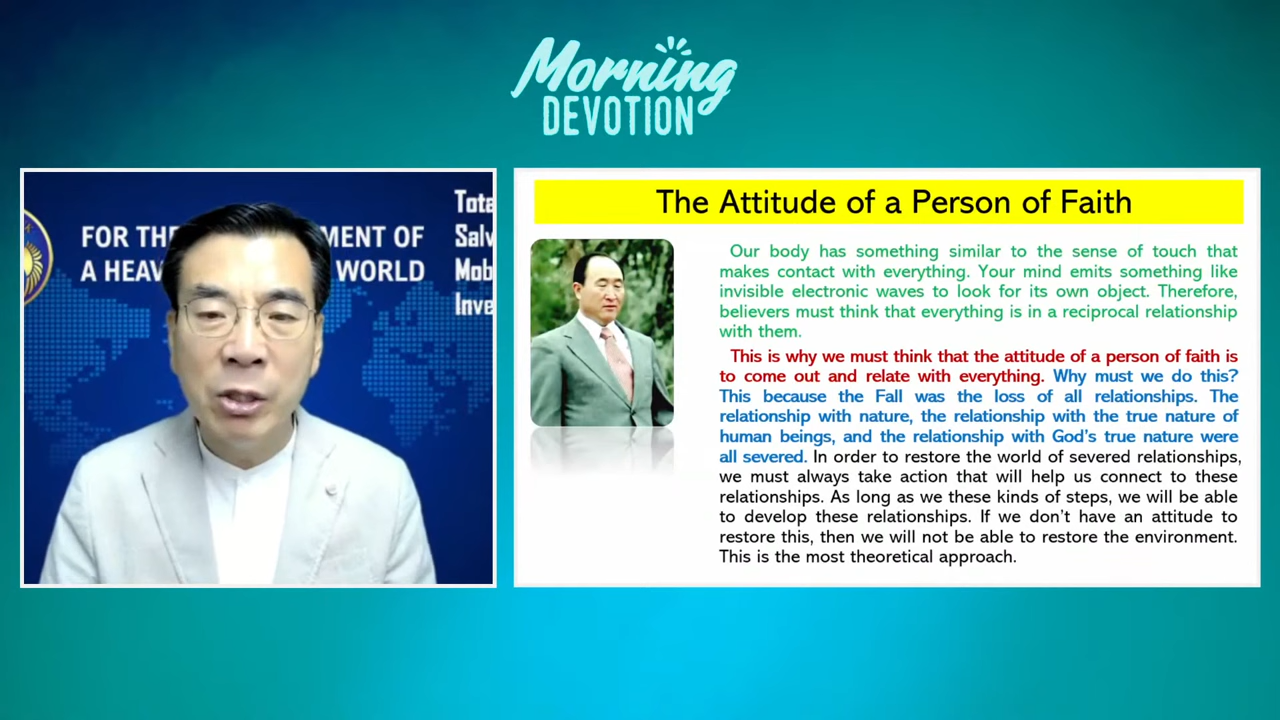 Morning
DEVOTION
FOR THE MENT OF
A HEAV WORLD
Tota
Salv
Mob
Inve
The Attitude of a Person of Faith
Our body has something similar to the sense of touch that
makes contact with everything. Your mind emits something like
invisible electronic waves to look for its own object. Therefore,
believers must think that everything is in a reciprocal relationship
with them.
This is why we must think that the attitude of a person of faith is
to come out and relate with everything. Why must we do this?
This because the Fall was the loss of all relationships. The
relationship with nature, the relationship with the true nature of
human beings, and the relationship with God's true nature were
all severed. In order to restore the world of severed relationships,
we must always take action that will help us connect to these
relationships. As long as we these kinds of steps, we will be able
to develop these relationships. If we don't have an attitude to
restore this, then we will not be able to restore the environment.
This is the most theoretical approach.